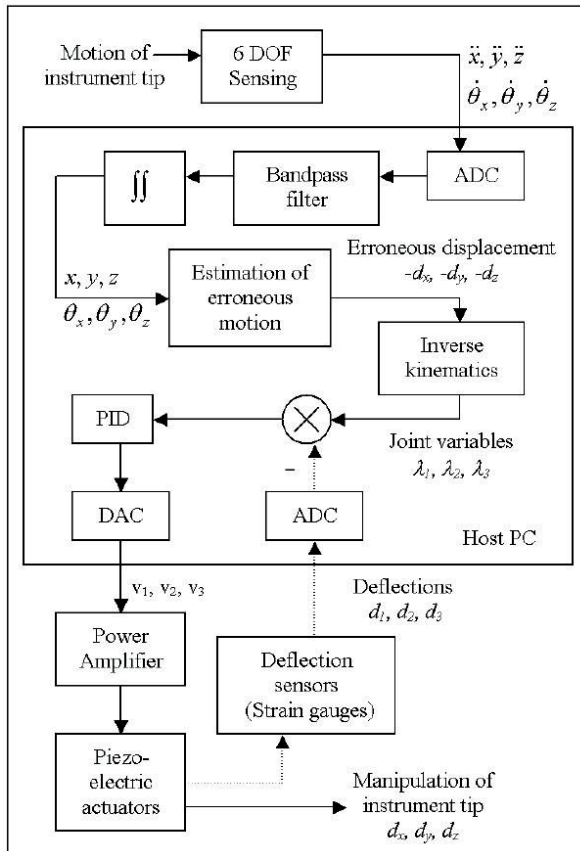 Motion of
instrument tip
6 DOF
Sensing
ẍ, ÿ, z̈
θ̇x, θ̇y, θ̇z
ADC
Bandpass
filter
∫∫
x, y, z
θx, θy, θz
Estimation of
erroneous
motion
Erroneous displacement
-dx, -dy, -dz
Inverse
kinematics
Joint variables
λ1, λ2, λ3
PID
–
DAC
ADC
Host PC
v1, v2, v3
Deflections
d1, d2, d3
Power
Amplifier
Deflection
sensors
(Strain gauges)
Piezo-
electric
actuators
Manipulation of
instrument tip
dx, dy, dz